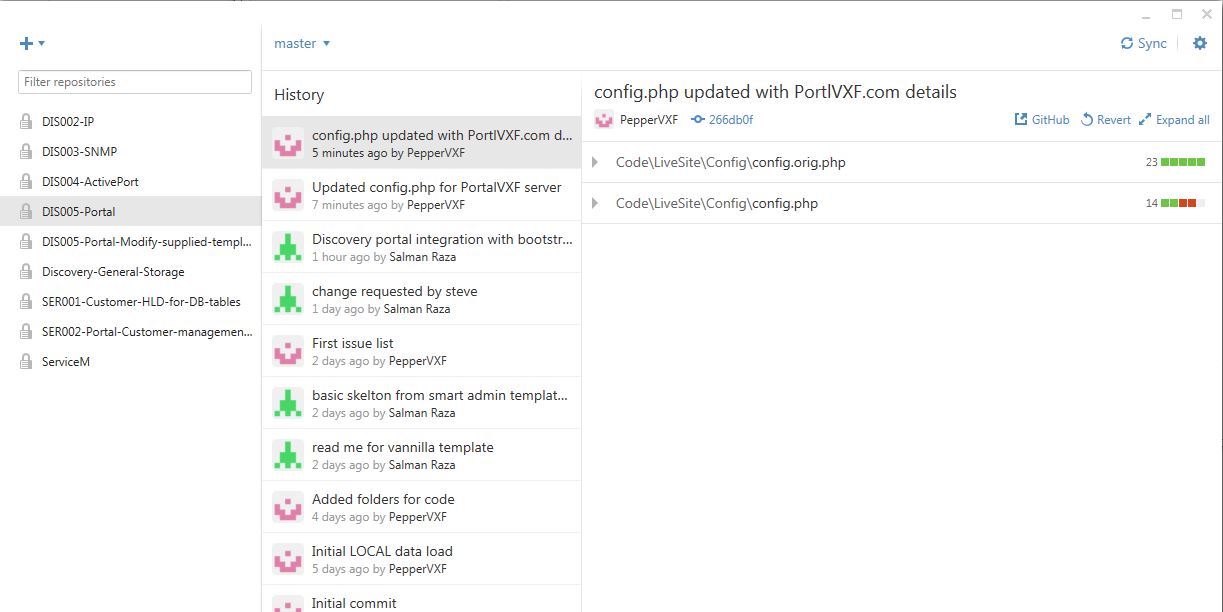 master
Sync
Filter repositories
DIS002-IP
DIS003-SNMP
DIS004-ActivePort
DIS005-Portal
DIS005-Portal-Modify-supplied-templ...
Discovery-General-Storage
SER001-Customer-HLD-for-DB-tables
SER002-Portal-Customer-managemen...
ServiceM
History
config.php updated with PortlVXF.com d...
5 minutes ago by PepperVXF
Updated config.php for PortalVXF server
7 minutes ago by PepperVXF
Discovery portal integration with bootstr...
1 hour ago by Salman Raza
change requested by steve
1 day ago by Salman Raza
First issue list
2 days ago by PepperVXF
basic skelton from smart admin templat...
2 days ago by Salman Raza
read me for vannilla template
2 days ago by Salman Raza
Added folders for code
4 days ago by PepperVXF
Initial LOCAL data load
5 days ago by PepperVXF
Initial commit
config.php updated with PortlVXF.com details
PepperVXF 266db0f GitHub Revert Expand all
Code\LiveSite\Config\config.orig.php 23
Code\LiveSite\Config\config.php 14